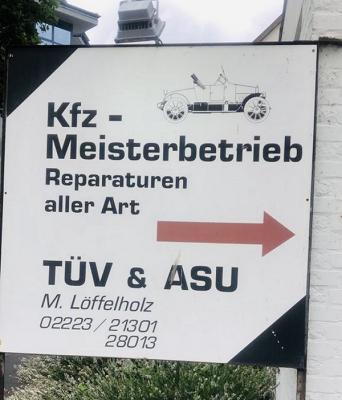 Kfz -
Meisterbetrieb
Reparaturen
aller Art
TÜV & ASU
M. Löffelholz
02223 / 21301
28013